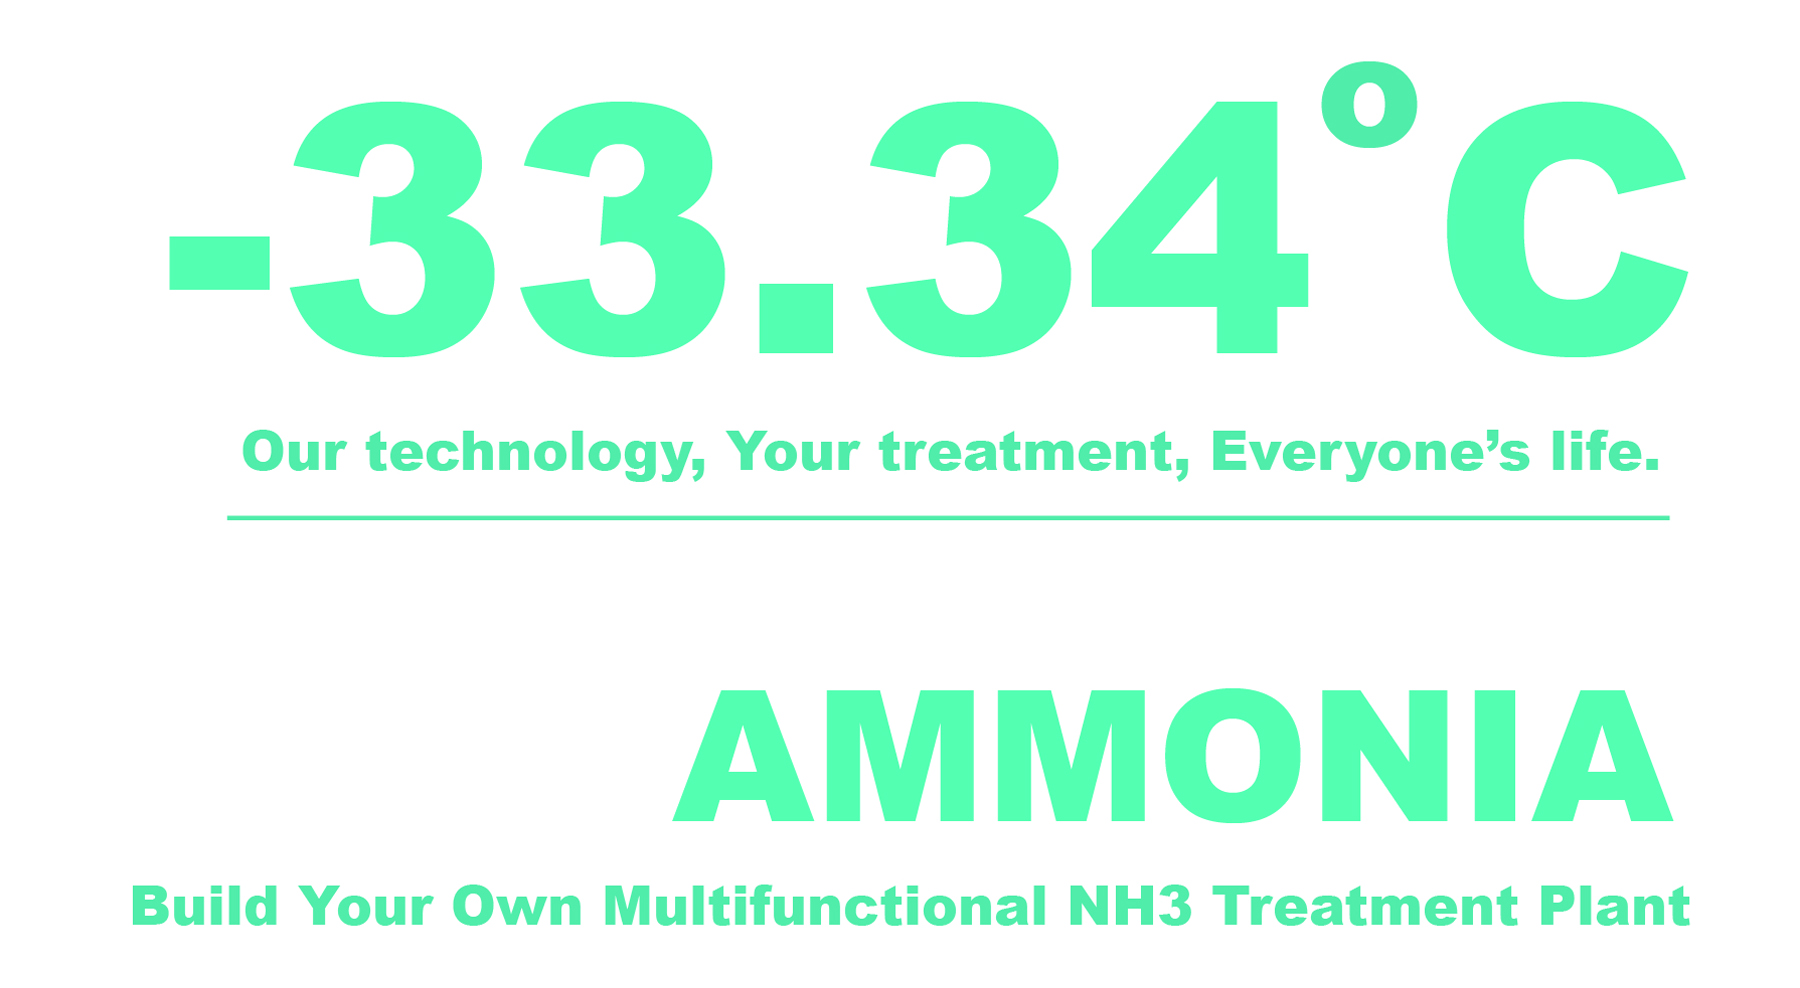 -33.34°C
Our technology, Your treatment, Everyone’s life.
AMMONIA
Build Your Own Multifunctional NH3 Treatment Plant